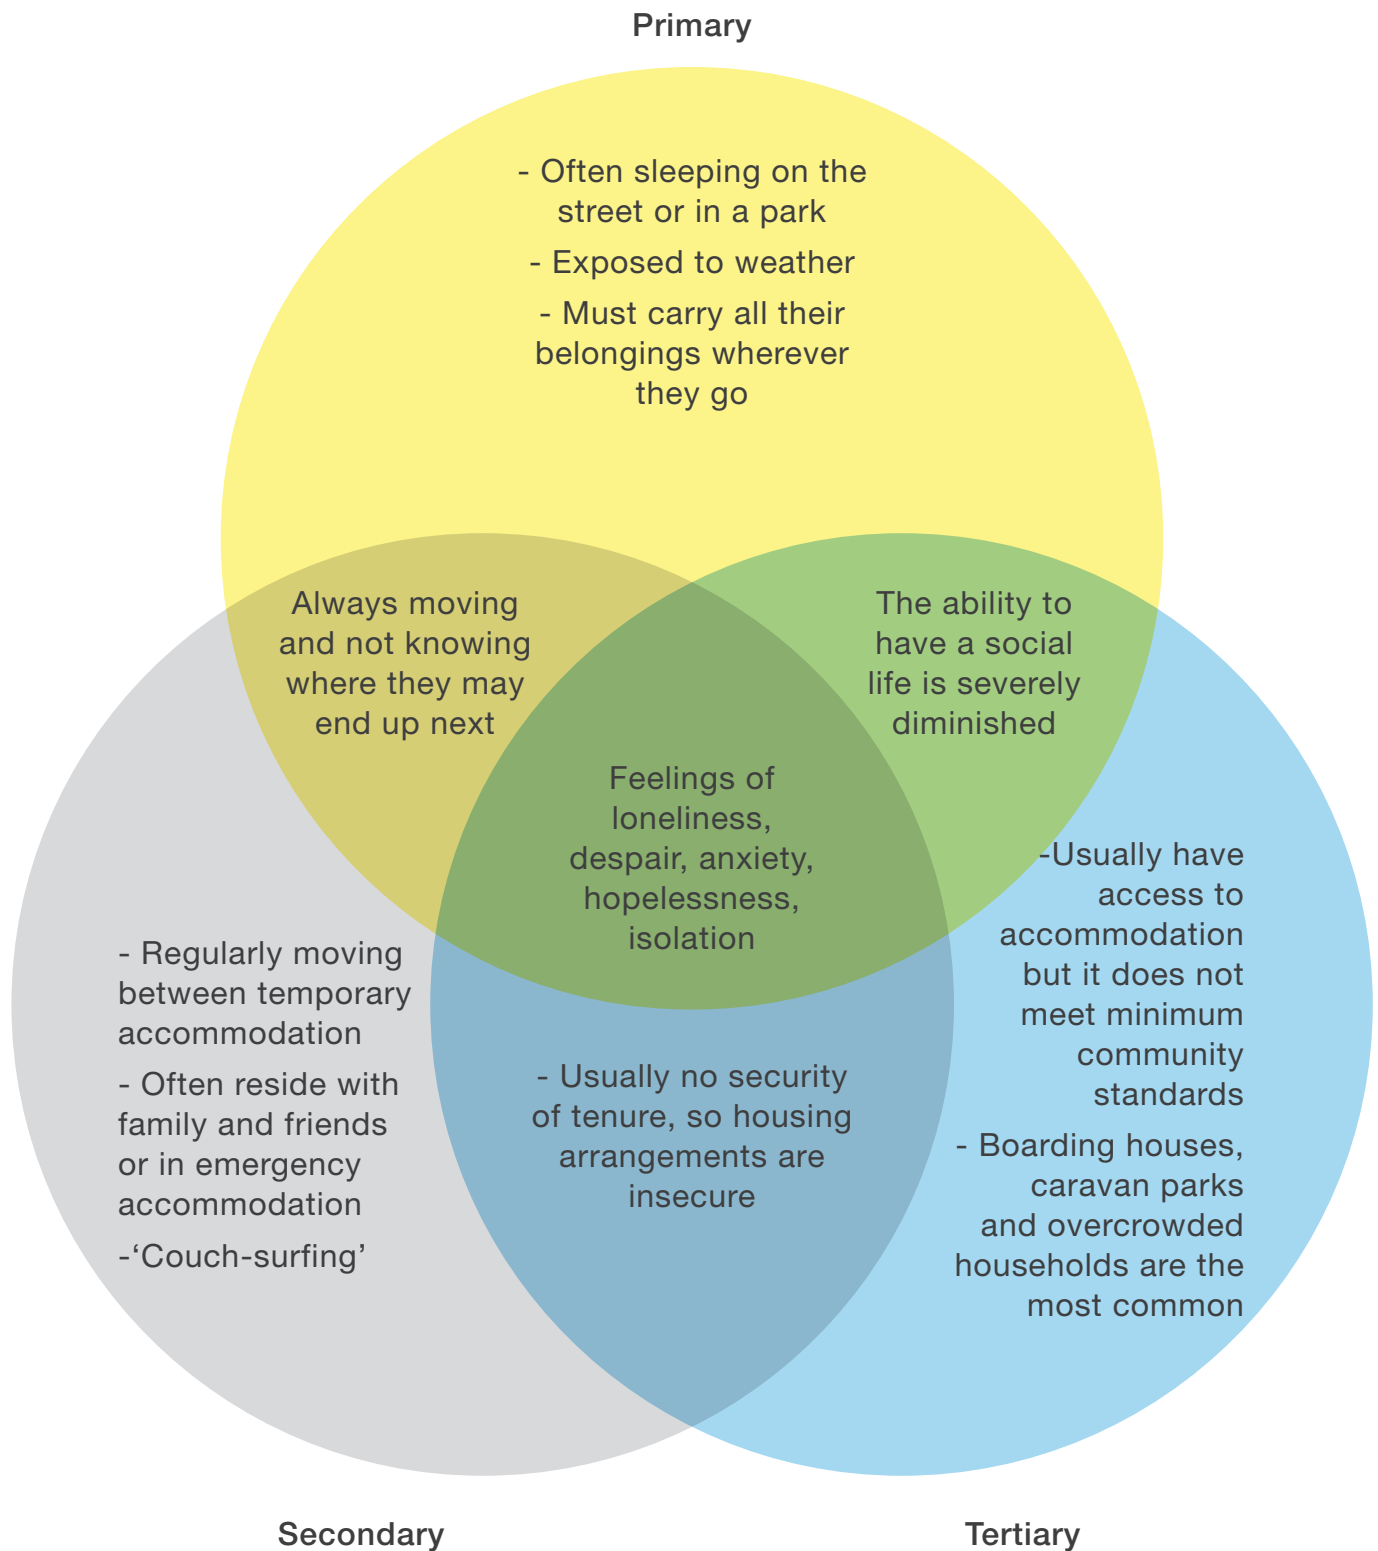 Primary
- Often sleeping on the
street or in a park
- Exposed to weather
- Must carry all their
belongings wherever
they go
Always moving
and not knowing
where they may
end up next
The ability to
have a social
life is severely
diminished
Feelings of
loneliness,
despair, anxiety,
hopelessness,
isolation
- Regularly moving
between temporary
accommodation
- Often reside with
family and friends
or in emergency
accommodation
-‘Couch-surfing’
- Usually no security
of tenure, so housing
arrangements are
insecure
-Usually have
access to
accommodation
but it does not
meet minimum
community
standards
- Boarding houses,
caravan parks
and overcrowded
households are the
most common
Secondary
Tertiary